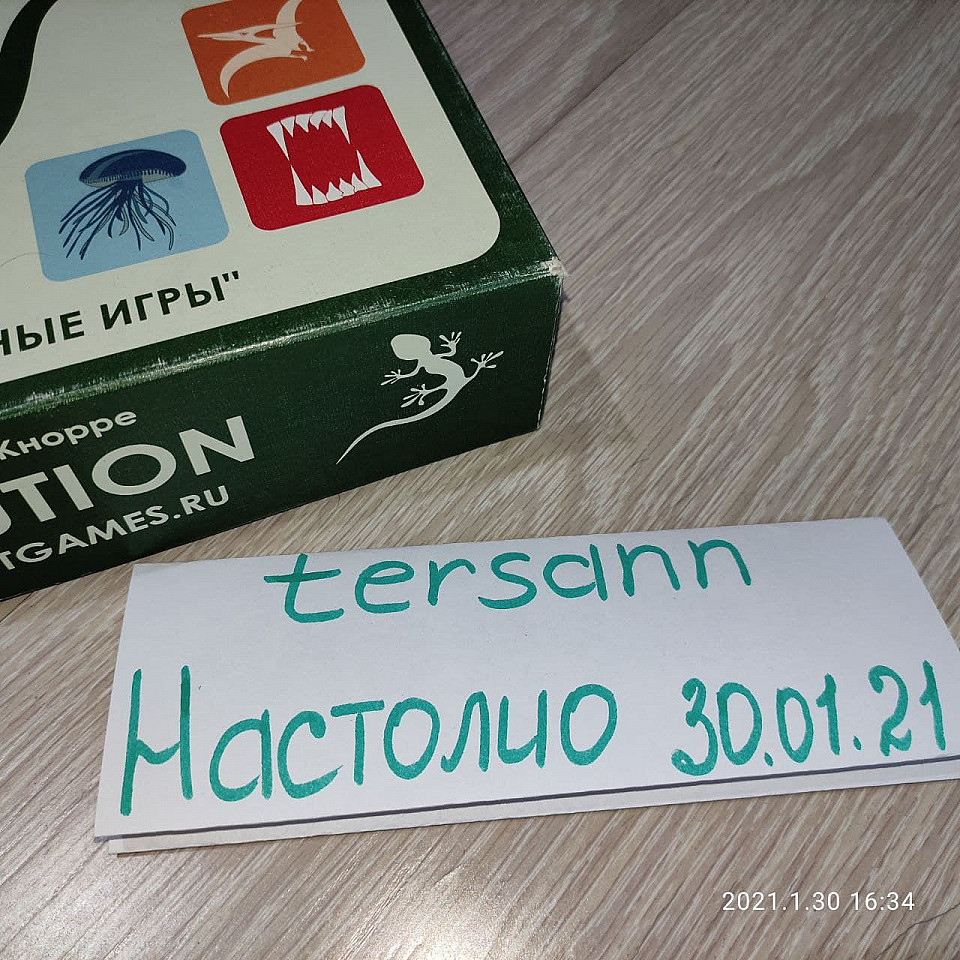 НЫЕ ИГРЫ"
Кнорре
TION
TGAMES.RU
tersann
Настолио 30.01.21
2021.1.30 16:34